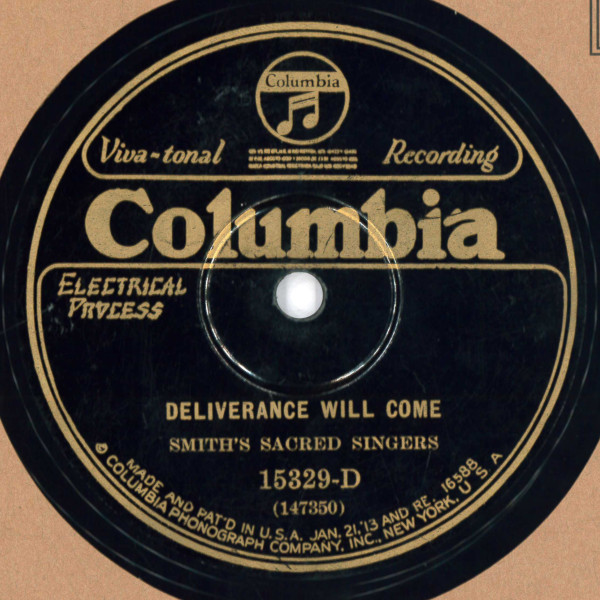 Columbia
Viva-tonal Recording
Columbia
ELECTRICAL
PROCESS
DELIVERANCE WILL COME
SMITH'S SACRED SINGERS
15329-D
(147350)
MADE AND PAT'D IN U.S.A. JAN. 21,'13 AND RE. 16588
© COLUMBIA PHONOGRAPH COMPANY, INC., NEW YORK, U S A